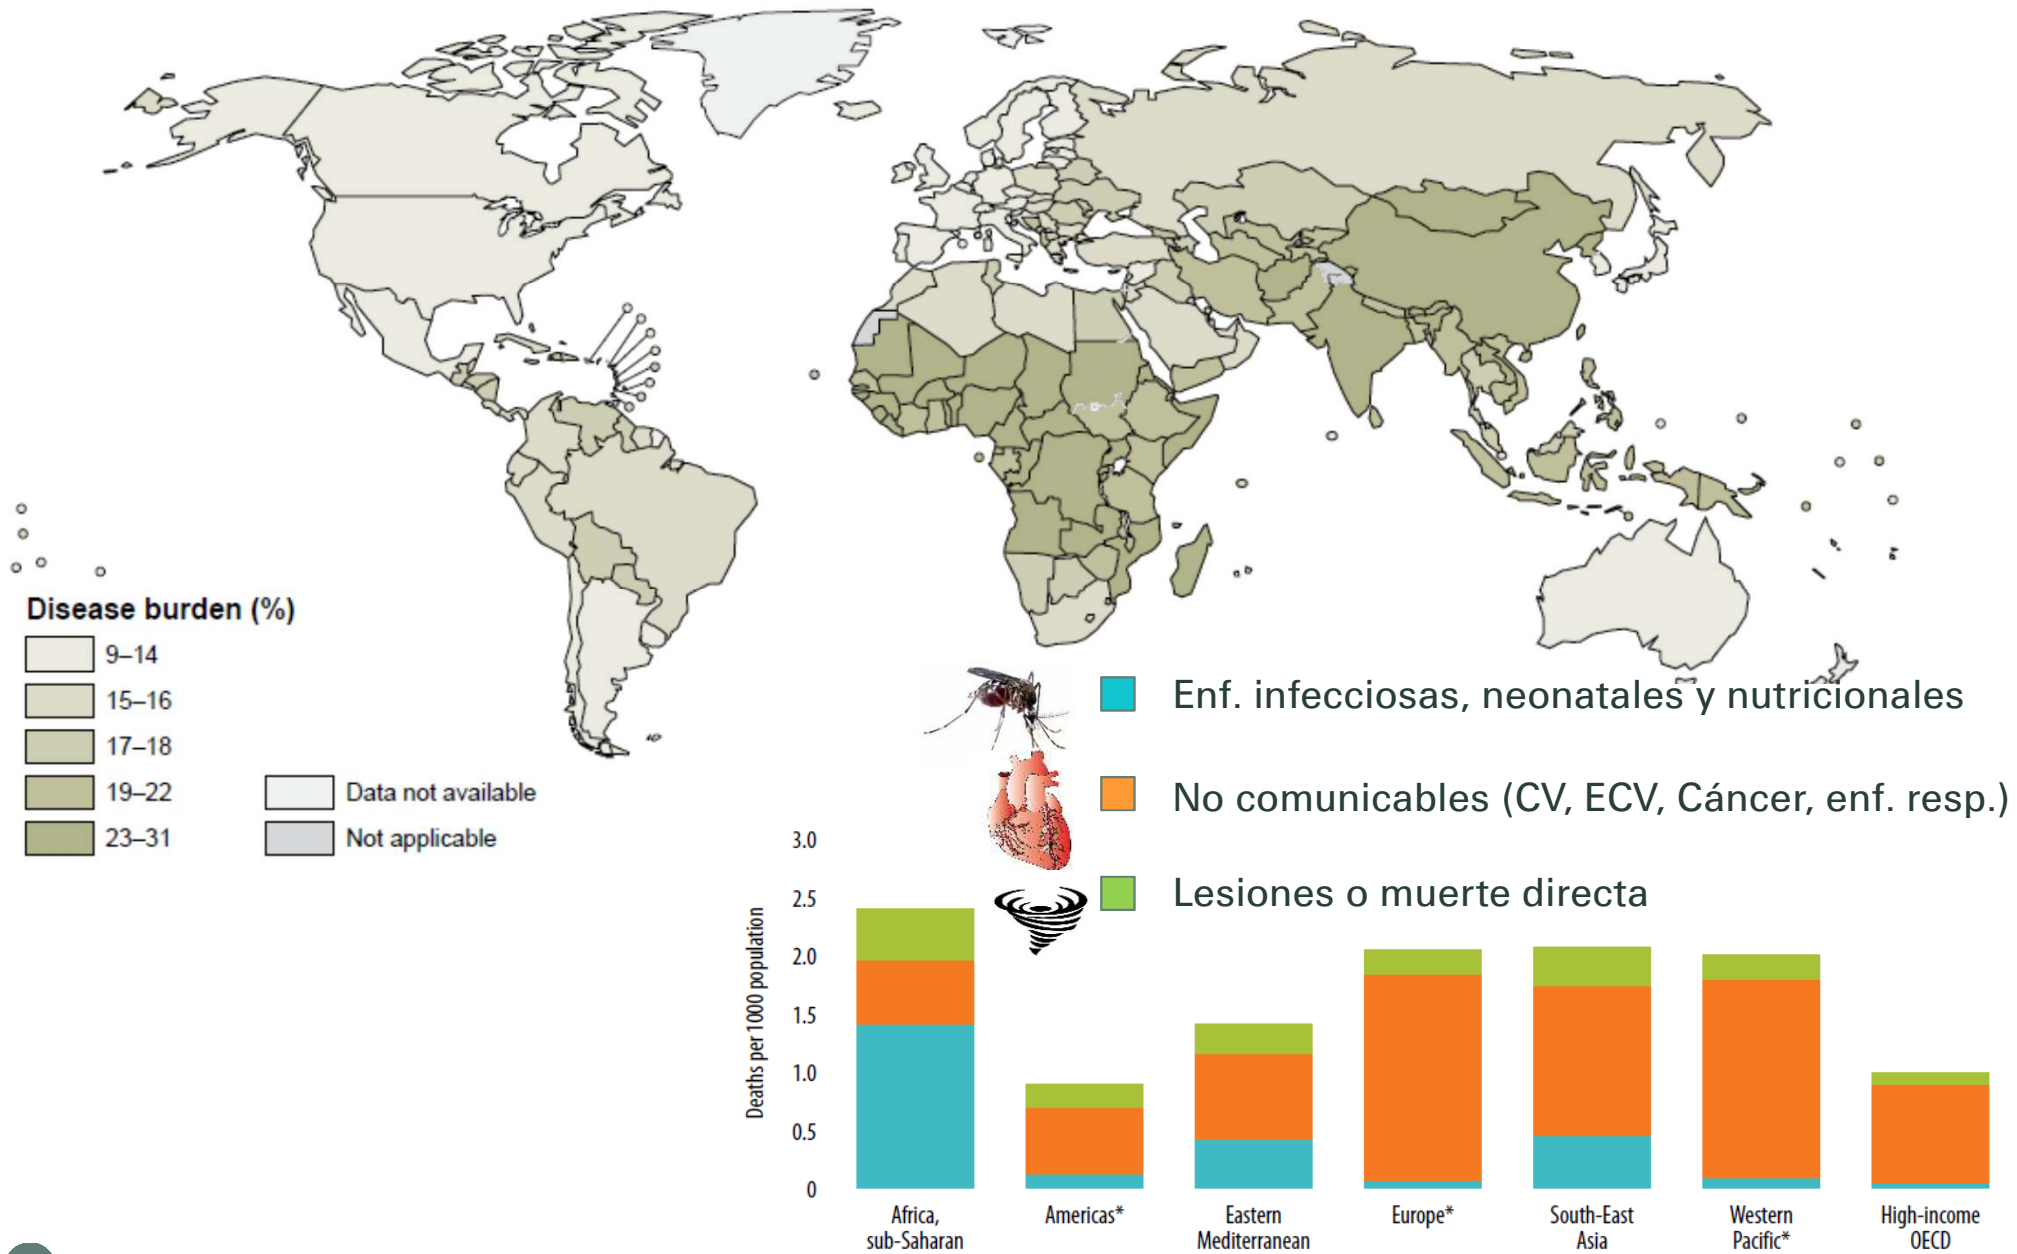 Disease burden (%)
9–14
15–16
17–18
19–22
23–31
Data not available
Not applicable
Enf. infecciosas, neonatales y nutricionales
No comunicables (CV, ECV, Cáncer, enf. resp.)
Lesiones o muerte directa
Deaths per 1000 population
3.0
2.5
2.0
1.5
1.0
0.5
0
Africa,
sub-Saharan
Americas*
Eastern
Mediterranean
Europe*
South-East
Asia
Western
Pacific*
High-income
OECD